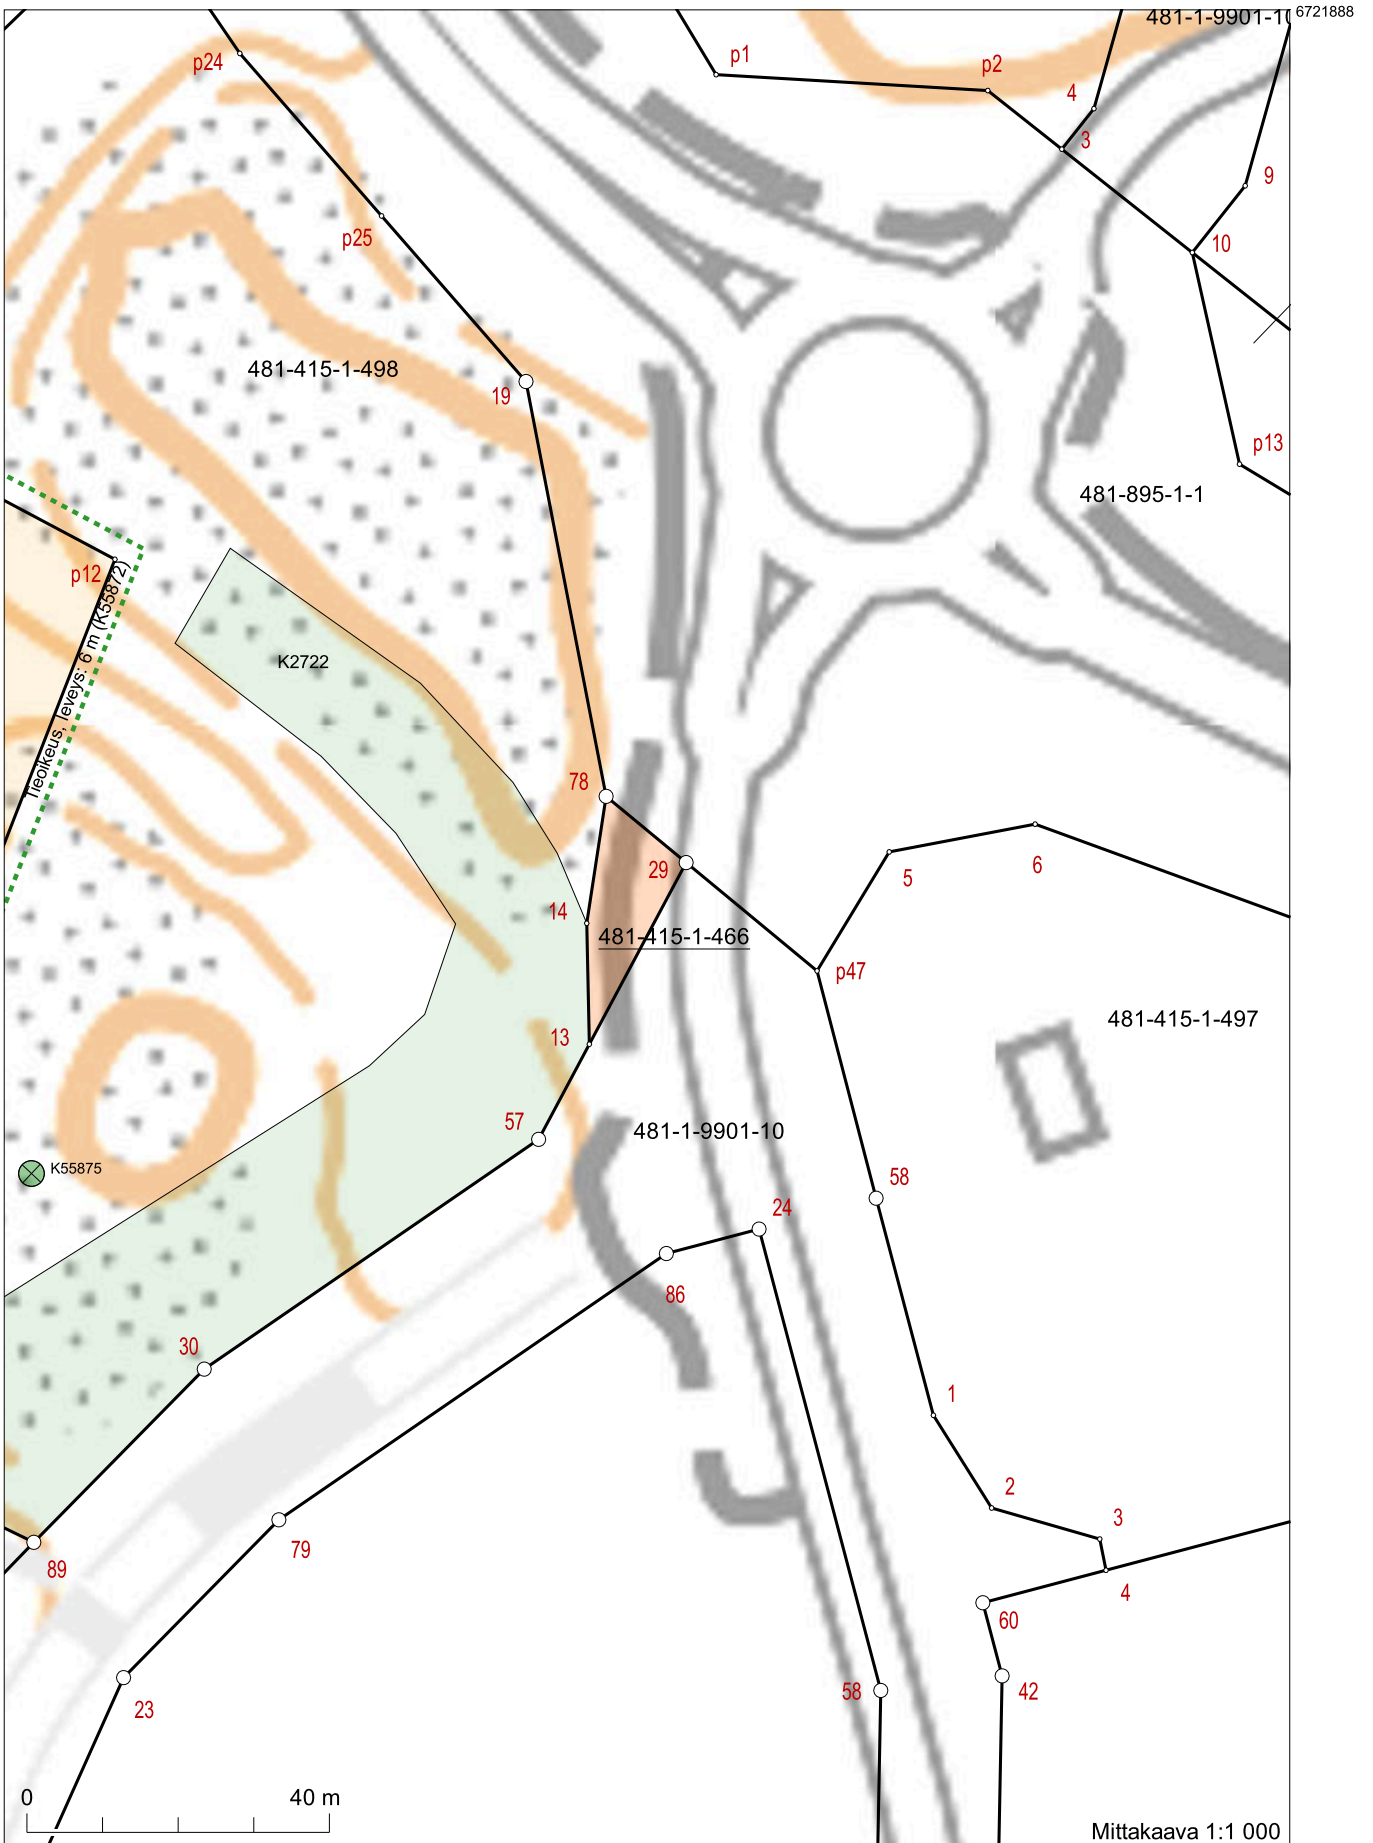 481-1-9901-10
6721888
p24
p1
p2
4
3
9
p25
10
481-415-1-498
19
p13
481-895-1-1
p12
Tieoikeus, leveys: 6 m (K55872)
K2722
78
29
5
6
14
481-415-1-466
p47
481-415-1-497
13
57
481-1-9901-10
K55875
58
24
86
30
1
2
3
79
89
4
60
58
42
23
0
40 m
Mittakaava 1:1 000